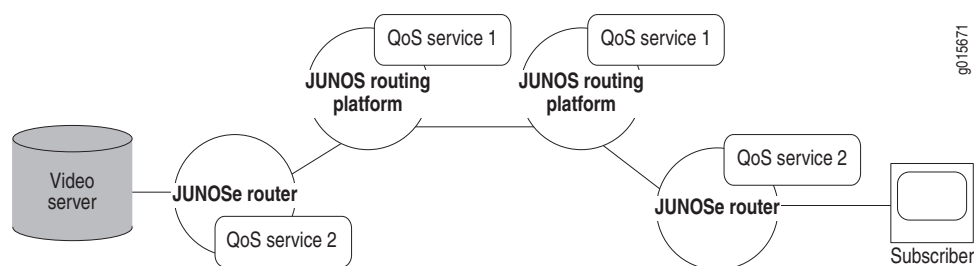 QoS service 1
QoS service 1
JUNOS routing
platform
JUNOS routing
platform
g015671
Video
server
JUNOSe router
QoS service 2
QoS service 2
JUNOSe router
Subscriber